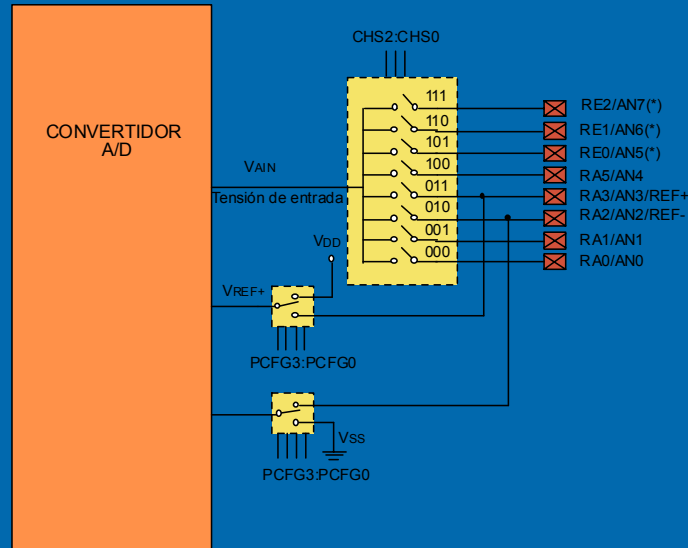 CHS2:CHS0
CONVERTIDOR
A/D
111
110
101
100
011
010
001
000
RE2/AN7(*)
RE1/AN6(*)
RE0/AN5(*)
RA5/AN4
RA3/AN3/REF+
RA2/AN2/REF-
RA1/AN1
RA0/AN0
VAIN
Tensión de entrada
VDD
VREF+
PCFG3:PCFG0
VSS
PCFG3:PCFG0